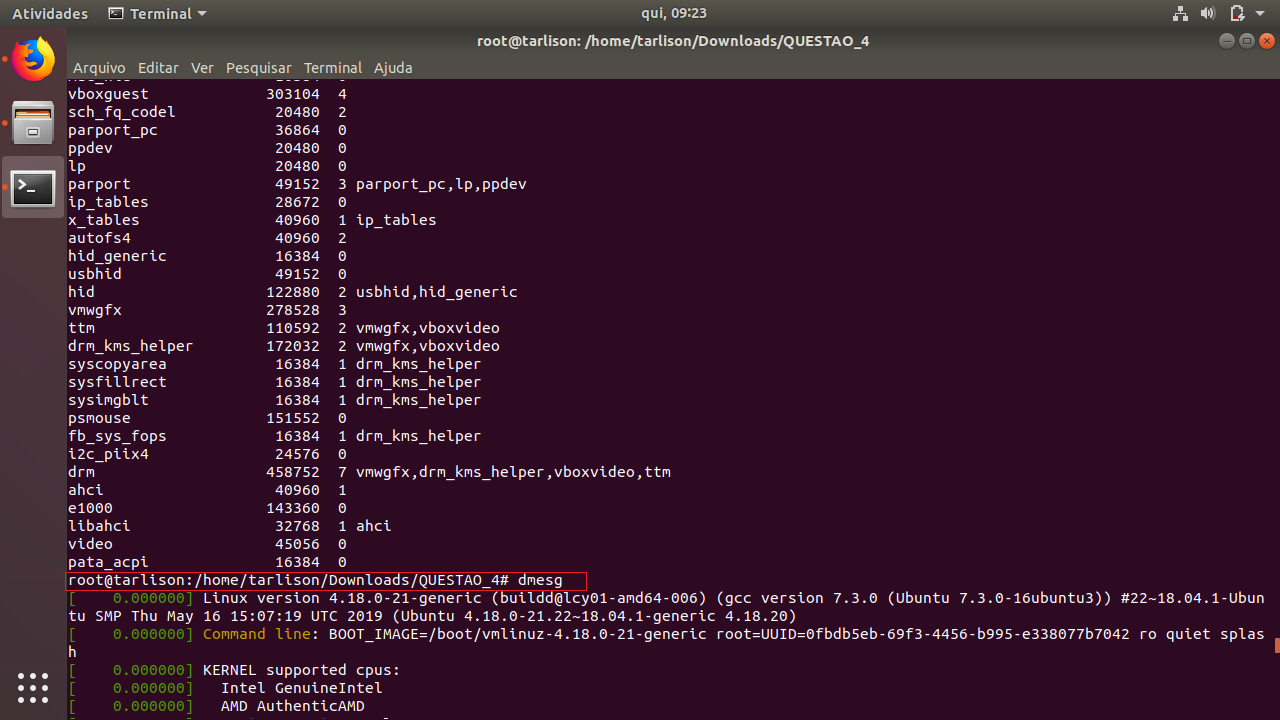 Atividades Terminal qui, 09:23
root@tarlison: /home/tarlison/Downloads/QUESTAO_4
Arquivo Editar Ver Pesquisar Terminal Ajuda
vboxguest 303104 4
sch_fq_codel 20480 2
parport_pc 36864 0
ppdev 20480 0
lp 20480 0
parport 49152 3 parport_pc,lp,ppdev
ip_tables 28672 0
x_tables 40960 1 ip_tables
autofs4 40960 2
hid_generic 16384 0
usbhid 49152 0
hid 122880 2 usbhid,hid_generic
vmwgfx 278528 3
ttm 110592 2 vmwgfx,vboxvideo
drm_kms_helper 172032 2 vmwgfx,vboxvideo
syscopyarea 16384 1 drm_kms_helper
sysfillrect 16384 1 drm_kms_helper
sysimgblt 16384 1 drm_kms_helper
psmouse 151552 0
fb_sys_fops 16384 1 drm_kms_helper
i2c_piix4 24576 0
drm 458752 7 vmwgfx,drm_kms_helper,vboxvideo,ttm
ahci 40960 1
e1000 143360 0
libahci 32768 1 ahci
video 45056 0
pata_acpi 16384 0
root@tarlison:/home/tarlison/Downloads/QUESTAO_4# dmesg
[    0.000000] Linux version 4.18.0-21-generic (buildd@lcy01-amd64-006) (gcc version 7.3.0 (Ubuntu 7.3.0-16ubuntu3)) #22~18.04.1-Ubun
tu SMP Thu May 16 15:07:19 UTC 2019 (Ubuntu 4.18.0-21.22~18.04.1-generic 4.18.20)
[    0.000000] Command line: BOOT_IMAGE=/boot/vmlinuz-4.18.0-21-generic root=UUID=0fbdb5eb-69f3-4456-b995-e338077b7042 ro quiet splas
h
[    0.000000] KERNEL supported cpus:
[    0.000000]   Intel GenuineIntel
[    0.000000]   AMD AuthenticAMD